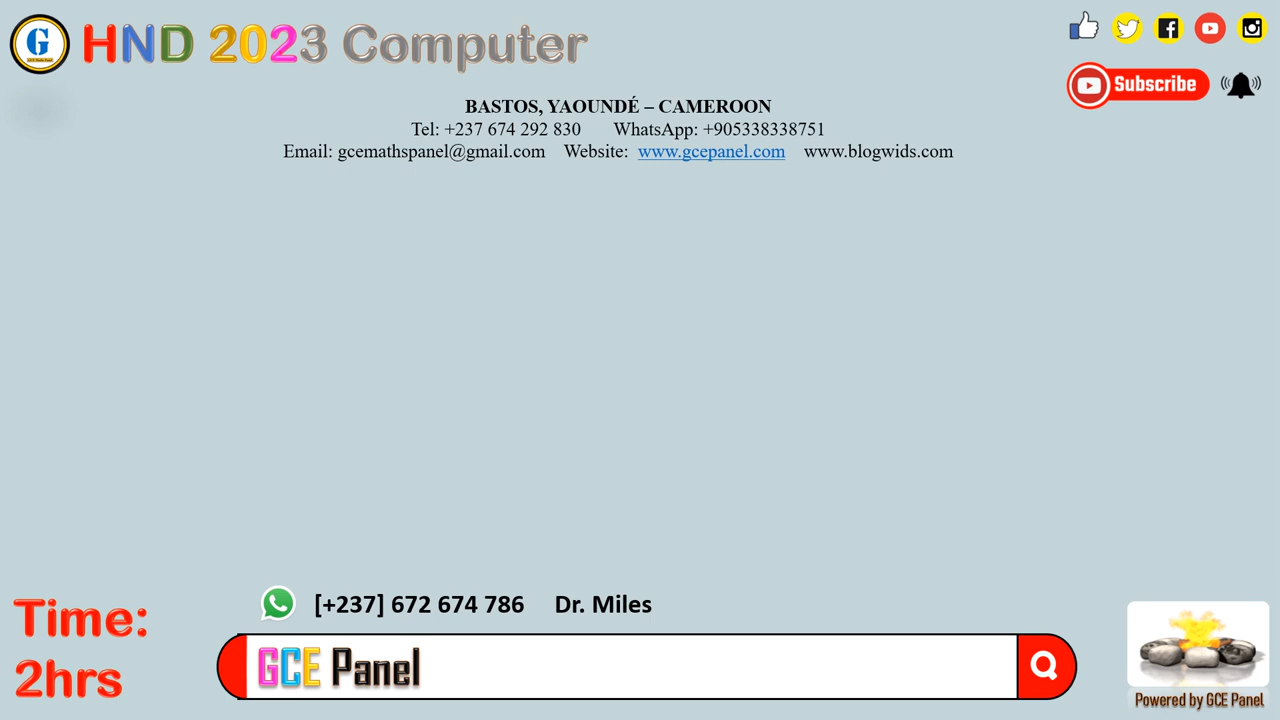 HND 2023 Computer
Subscribe
BASTOS, YAOUNDÉ – CAMEROON
Tel: +237 674 292 830 WhatsApp: +905338338751
Email: gcemathspanel@gmail.com Website: www.gcepanel.com www.blogwids.com
[+237] 672 674 786 Dr. Miles
Time:
2hrs
GCE Panel
Powered by GCE Panel